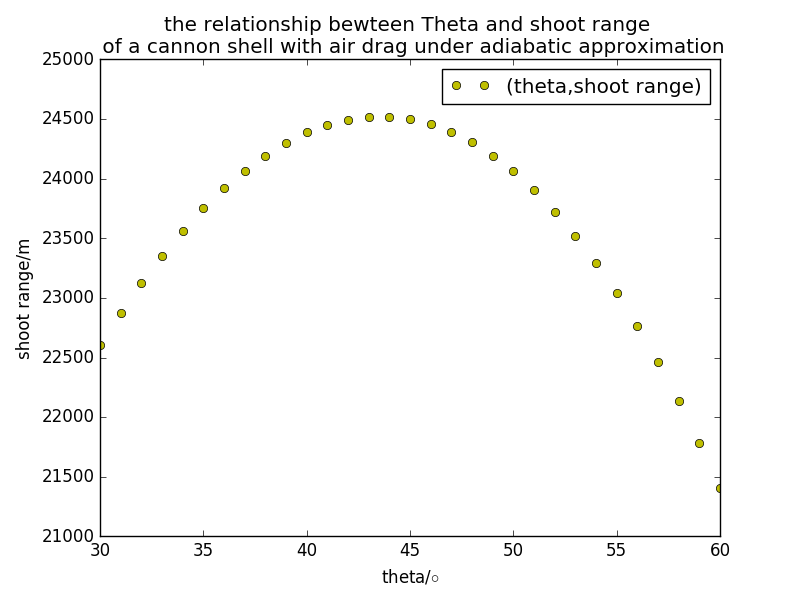 the relationship bewteen Theta and shoot range
of a cannon shell with air drag under adiabatic approximation
25000
(theta,shoot range)
24500
24000
23500
shoot range/m
23000
22500
22000
21500
21000
30 35 40 45 50 55 60
theta/○